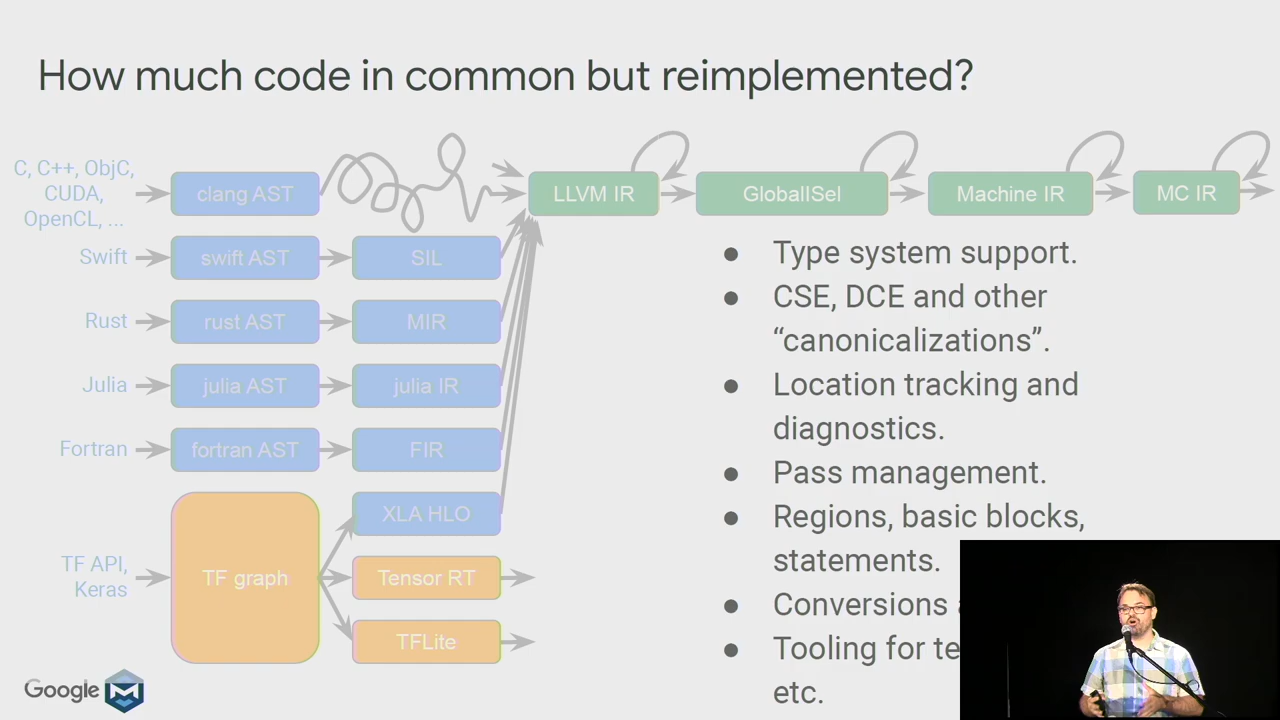 How much code in common but reimplemented?
C, C++, ObjC,
CUDA,
OpenCL, ...
clang AST
LLVM IR
GlobalISel
Machine IR
MC IR
Swift
swift AST
SIL
Rust
rust AST
MIR
Julia
julia AST
julia IR
Fortran
fortran AST
FIR
TF API,
Keras
TF graph
XLA HLO
Tensor RT
TFLite
● Type system support.
● CSE, DCE and other
“canonicalizations”.
● Location tracking and
diagnostics.
● Pass management.
● Regions, basic blocks,
statements.
● Conversions
● Tooling for
etc.
Google